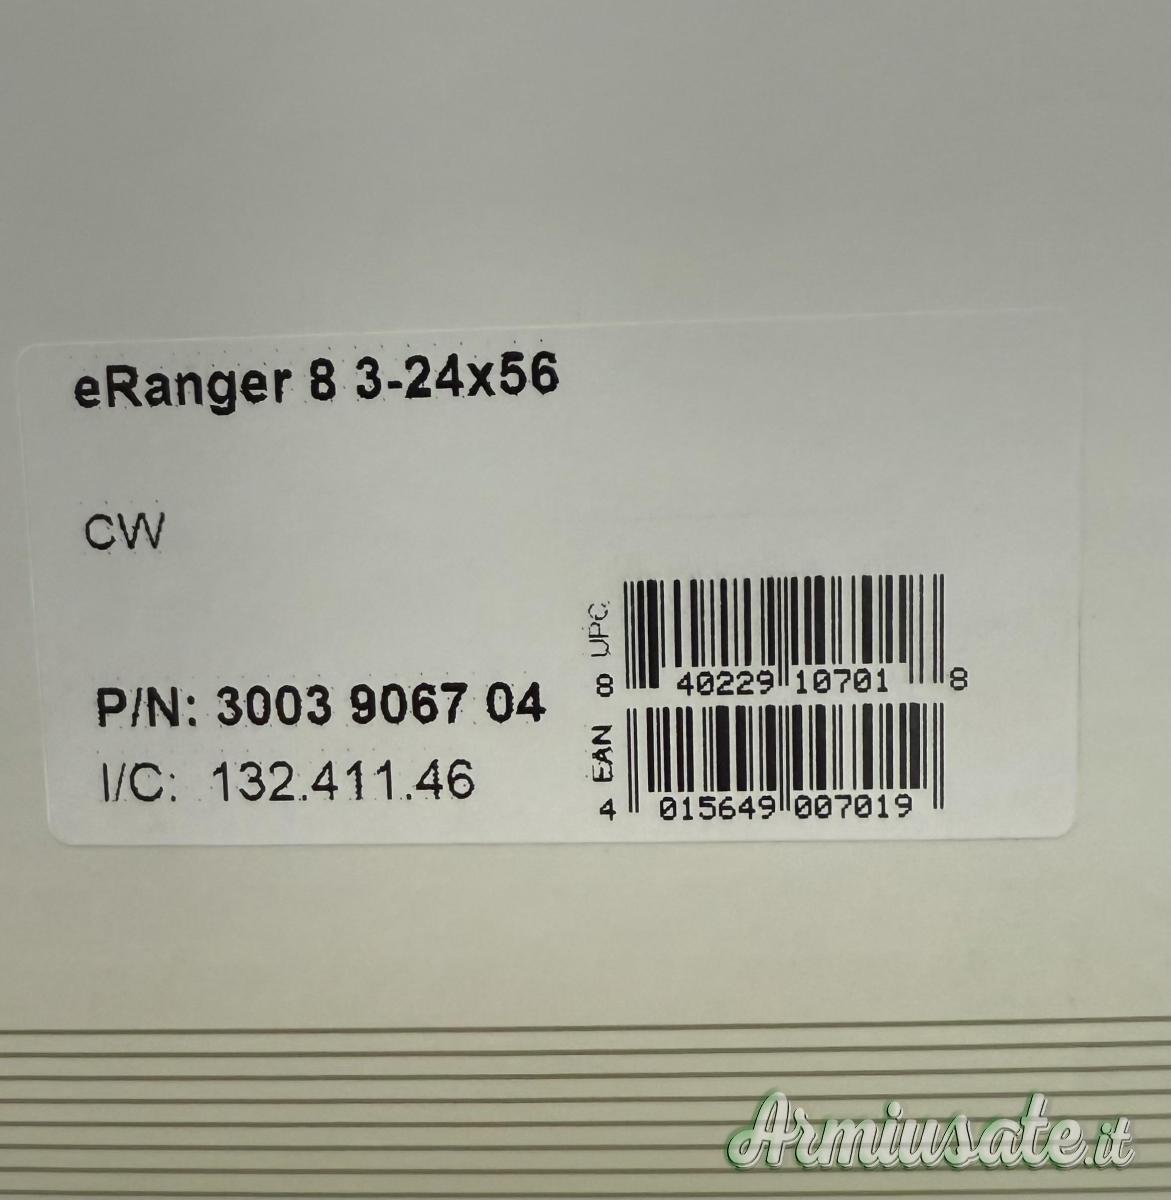 eRanger 8 3-24x56
CW
P/N: 3003 9067 04
I/C: 132.411.46
UPC
8 40229 10701 8
EAN
4 015649 007019
Armiusate.it